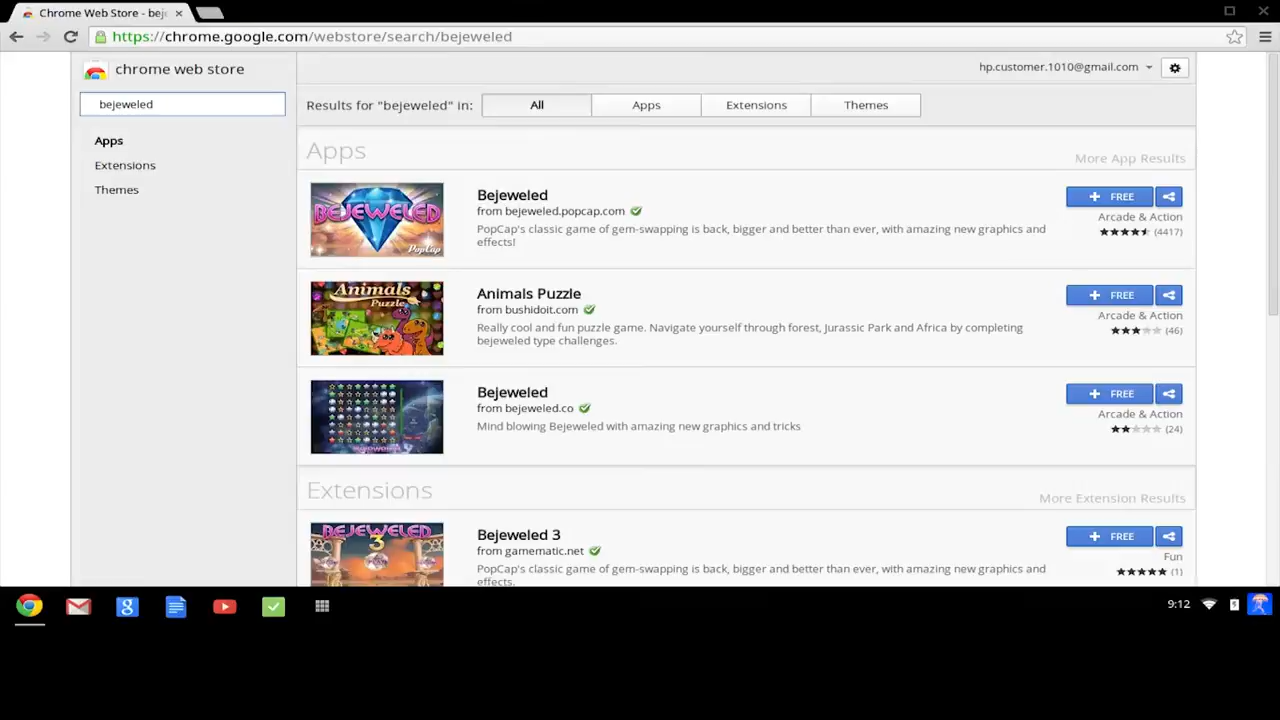 Chrome Web Store - bej
https://chrome.google.com/webstore/search/bejeweled
chrome web store
hp.customer.1010@gmail.com
bejeweled
Results for "bejeweled" in:
All
Apps
Extensions
Themes
Apps
Extensions
Themes
Apps
More App Results
BEJEWELED
PopCap
Bejeweled
from bejeweled.popcap.com
PopCap's classic game of gem-swapping is back, bigger and better than ever, with amazing new graphics and
effects!
+ FREE
Arcade & Action
(4417)
Animals
Puzzle
Animals Puzzle
from bushidoit.com
Really cool and fun puzzle game. Navigate yourself through forest, Jurassic Park and Africa by completing
bejeweled type challenges.
+ FREE
Arcade & Action
(46)
Bejeweled
from bejeweled.co
Mind blowing Bejeweled with amazing new graphics and tricks
+ FREE
Arcade & Action
(24)
Extensions
More Extension Results
BEJEWELED
3
Bejeweled 3
from gamematic.net
PopCap's classic game of gem-swapping is back, bigger and better than ever, with amazing new graphics and
effects.
+ FREE
Fun
(1)
8
9:12